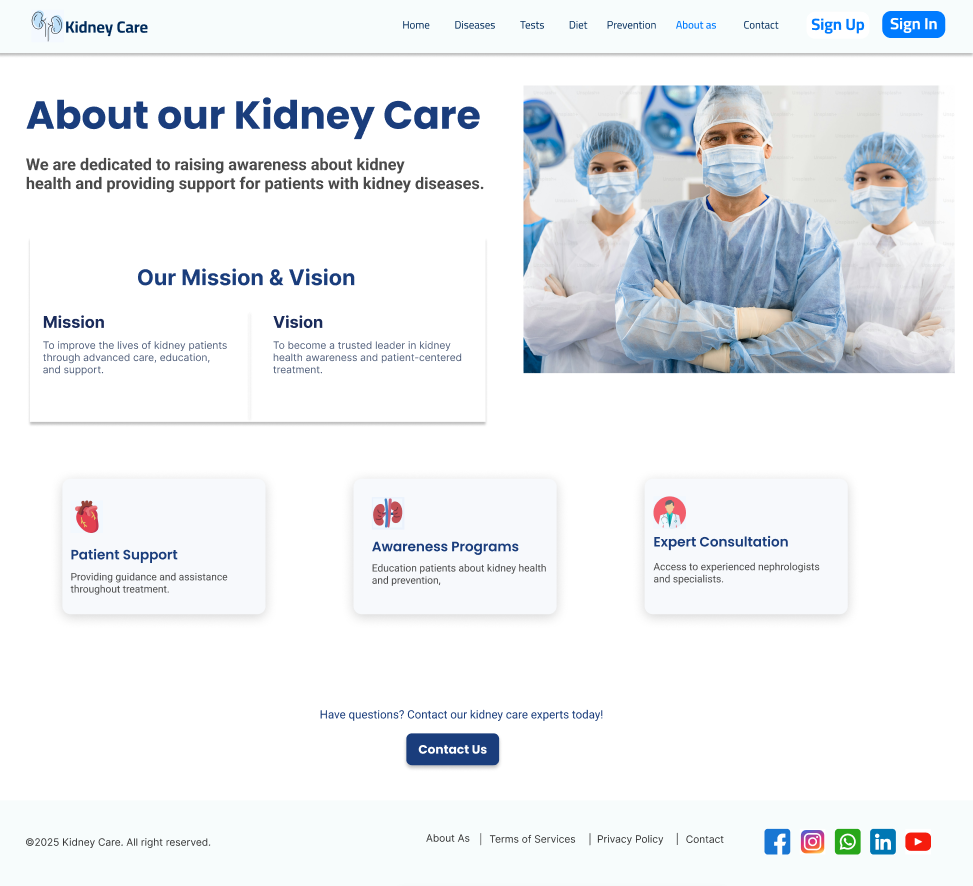 Kidney Care
Home Diseases Tests Diet Prevention About as Contact Sign Up Sign In
About our Kidney Care
We are dedicated to raising awareness about kidney
health and providing support for patients with kidney diseases.
Our Mission & Vision
Mission
To improve the lives of kidney patients
through advanced care, education,
and support.
Vision
To become a trusted leader in kidney
health awareness and patient-centered
treatment.
Patient Support
Providing guidance and assistance
throughout treatment.
Awareness Programs
Education patients about kidney health
and prevention,
Expert Consultation
Access to experienced nephrologists
and specialists.
Have questions? Contact our kidney care experts today!
Contact Us
©2025 Kidney Care. All right reserved.
About As | Terms of Services | Privacy Policy | Contact